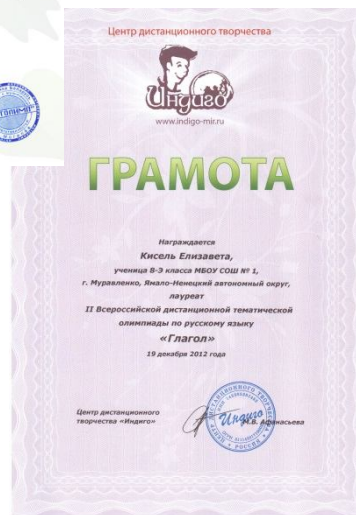 Центр дистанционного творчества
Индиго
www.indigo-mir.ru
ГРАМОТА
Награждается
Кисель Елизавета,
ученица 8-Э класса МБОУ СОШ № 1,
г. Муравленко, Ямало-Ненецкий автономный округ,
лауреат
II Всероссийской дистанционной тематической
олимпиады по русскому языку
«Глагол»
19 декабря 2012 года
Центр дистанционного
творчества «Индиго»
Индиго
М.В. Афанасьева
РОССИЯ